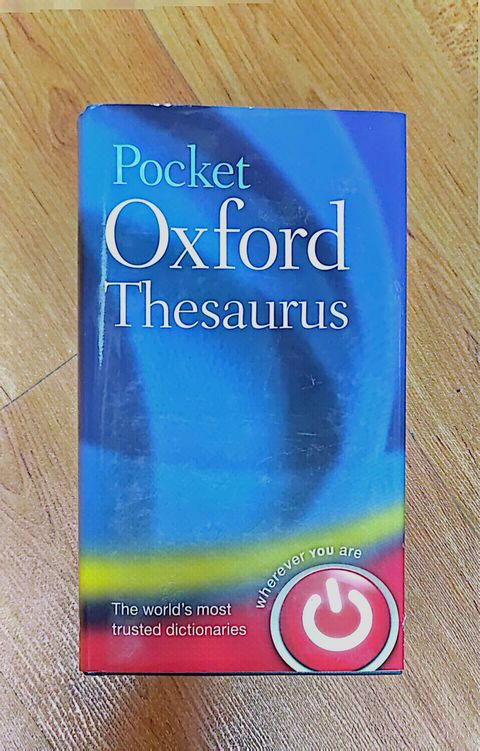 Pocket
Oxford
Thesaurus
wherever YOU are
The world's most
trusted dictionaries